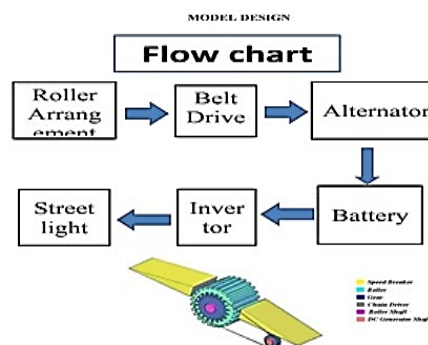 MODEL DESIGN
Flow chart
Roller
Arrang
ement
Belt
Drive
Alternator
Street
light
Inver
tor
Battery
Speed Breaker
Roller
Gear
Chain Driver
Roller Shaft
DC Generator Shaft